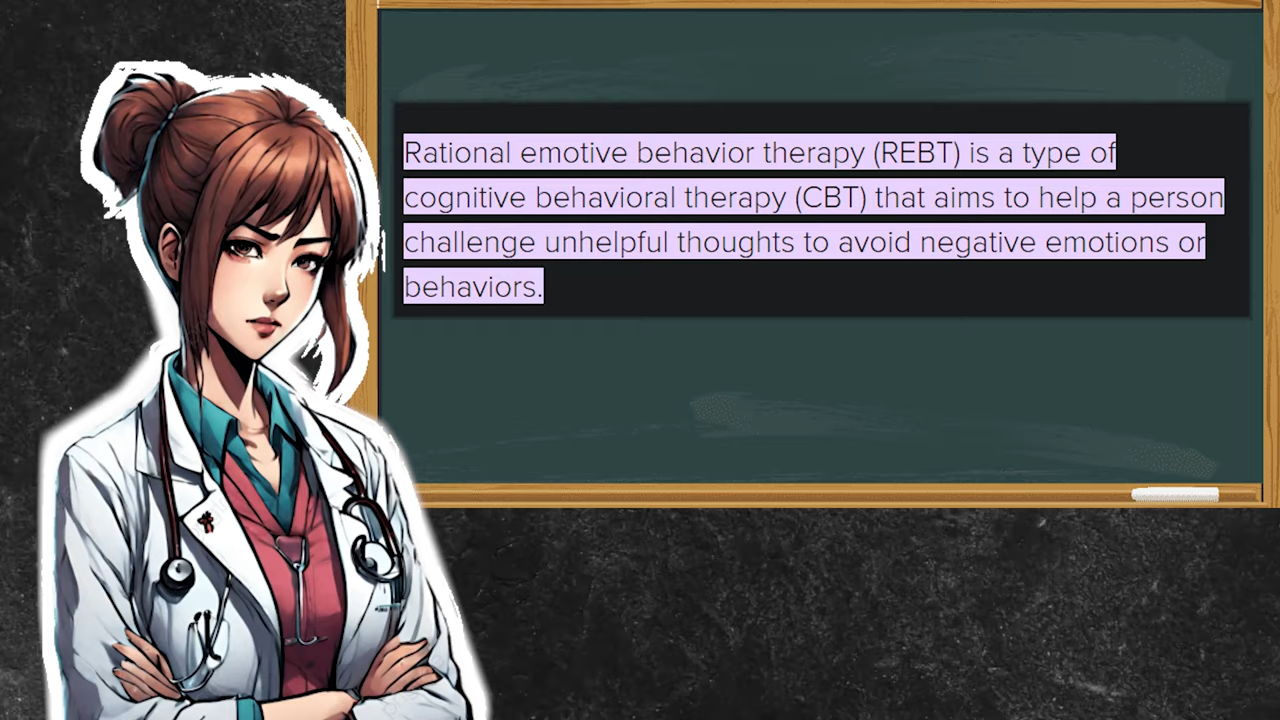 Rational emotive behavior therapy (REBT) is a type of
cognitive behavioral therapy (CBT) that aims to help a person
challenge unhelpful thoughts to avoid negative emotions or
behaviors.